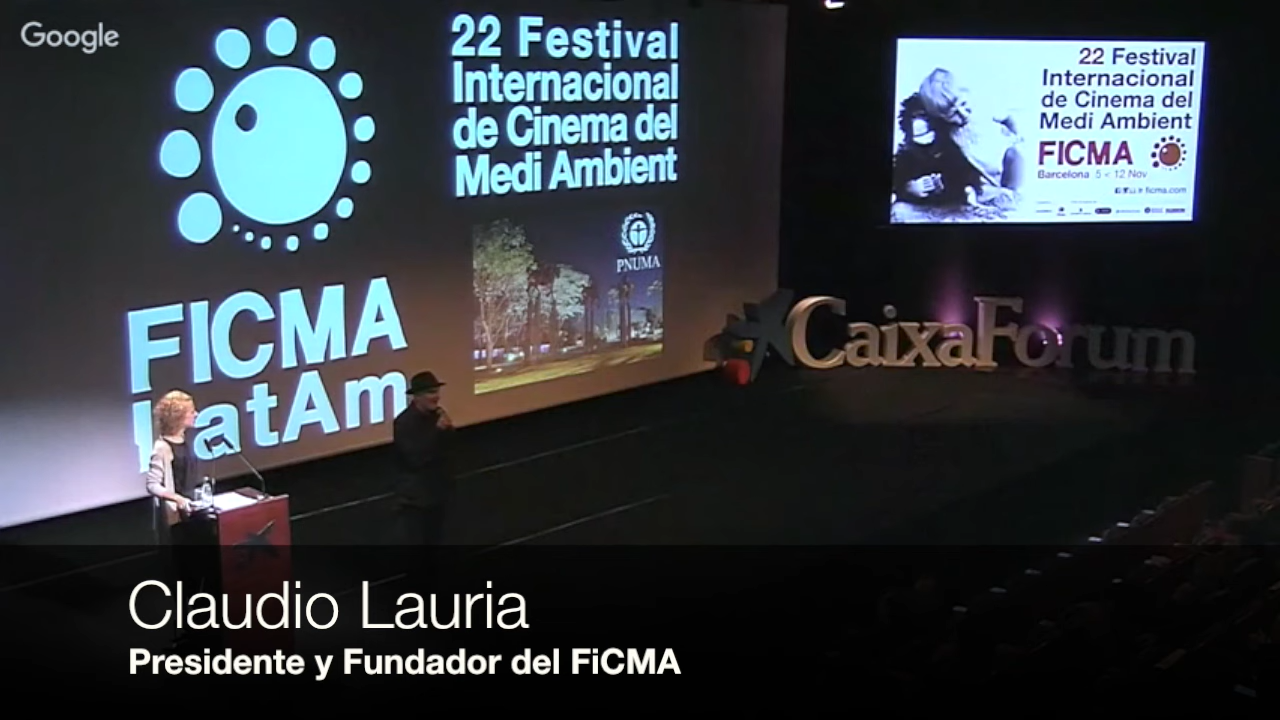 Google
22 Festival
Internacional
de Cinema del
Medi Ambient
22 Festival
Internacional
de Cinema del
Medi Ambient
FICMA
Barcelona 5 < 12 Nov
ficma.com
PNUMA
FICMA
LatAm
CaixaForum
Claudio Lauria
Presidente y Fundador del FiCMA